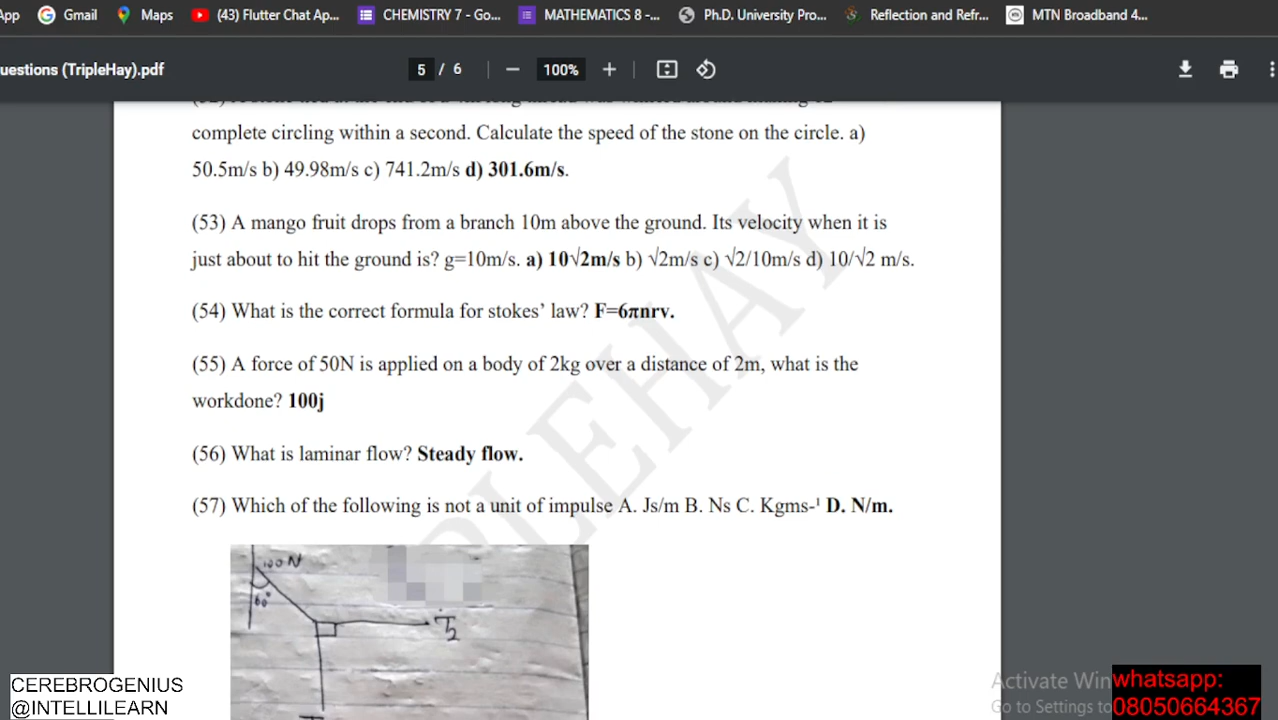 App Gmail Maps (43) Flutter Chat Ap... CHEMISTRY 7 - Go... MATHEMATICS 8 -... Ph.D. University Pro... Reflection and Refr... MTN Broadband 4...
uestions (TripleHay).pdf 5 / 6 100%
complete circling within a second. Calculate the speed of the stone on the circle. a)
50.5m/s b) 49.98m/s c) 741.2m/s d) 301.6m/s.
(53) A mango fruit drops from a branch 10m above the ground. Its velocity when it is
just about to hit the ground is? g=10m/s. a) 10√2m/s b) √2m/s c) √2/10m/s d) 10/√2 m/s.
(54) What is the correct formula for stokes’ law? F=6πnrv.
(55) A force of 50N is applied on a body of 2kg over a distance of 2m, what is the
workdone? 100j
(56) What is laminar flow? Steady flow.
(57) Which of the following is not a unit of impulse A. Js/m B. Ns C. Kgms-¹ D. N/m.
PLEHAY
100N
60°
T₂
CEREBROGENIUS
@INTELLILEARN
Activate Win
Go to Settings to
whatsapp:
08050664367